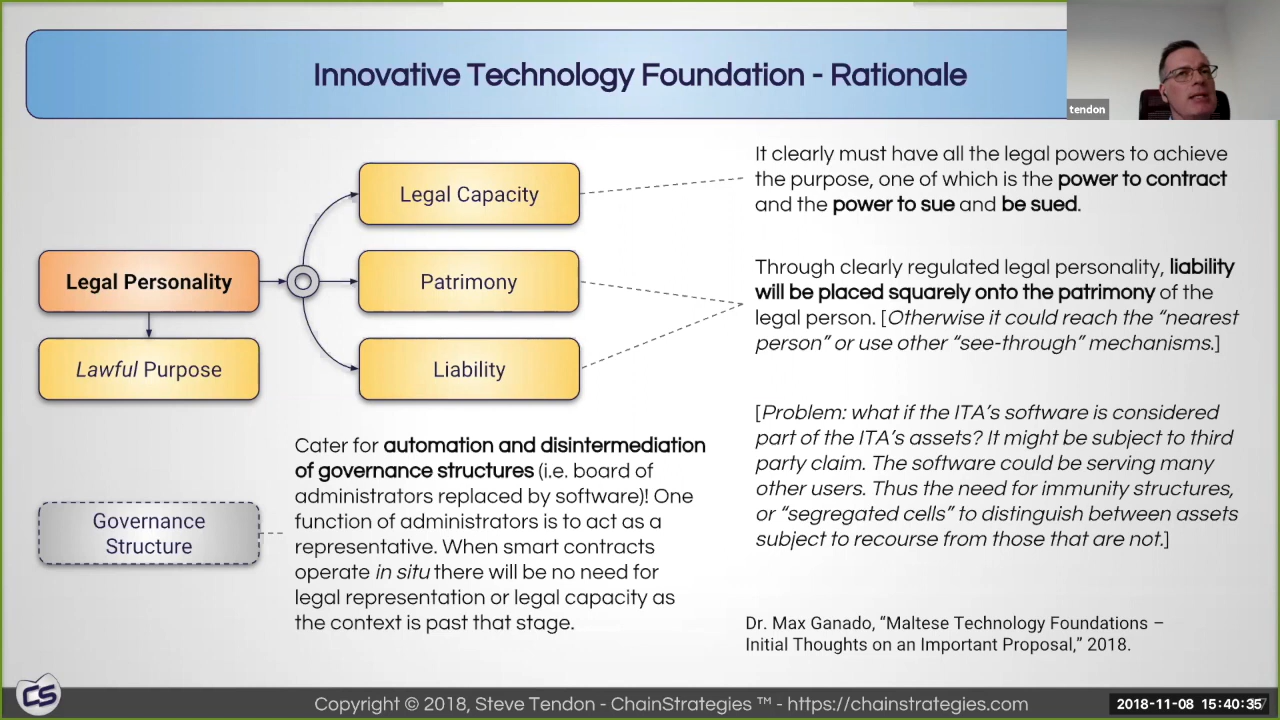 Innovative Technology Foundation - Rationale
tendon
Legal Personality
Lawful Purpose
Legal Capacity
Patrimony
Liability
It clearly must have all the legal powers to achieve
the purpose, one of which is the power to contract
and the power to sue and be sued.
Through clearly regulated legal personality, liability
will be placed squarely onto the patrimony of the
legal person. [Otherwise it could reach the “nearest
person” or use other “see-through” mechanisms.]
[Problem: what if the ITA’s software is considered
part of the ITA’s assets? It might be subject to third
party claim. The software could be serving many
other users. Thus the need for immunity structures,
or “segregated cells” to distinguish between assets
subject to recourse from those that are not.]
Governance
Structure
Cater for automation and disintermediation
of governance structures (i.e. board of
administrators replaced by software)! One
function of administrators is to act as a
representative. When smart contracts
operate in situ there will be no need for
legal representation or legal capacity as
the context is past that stage.
Dr. Max Ganado, “Maltese Technology Foundations –
Initial Thoughts on an Important Proposal,” 2018.
CS
Copyright © 2018, Steve Tendon - ChainStrategies ™ - https://chainstrategies.com
2018-11-08 15:40:35